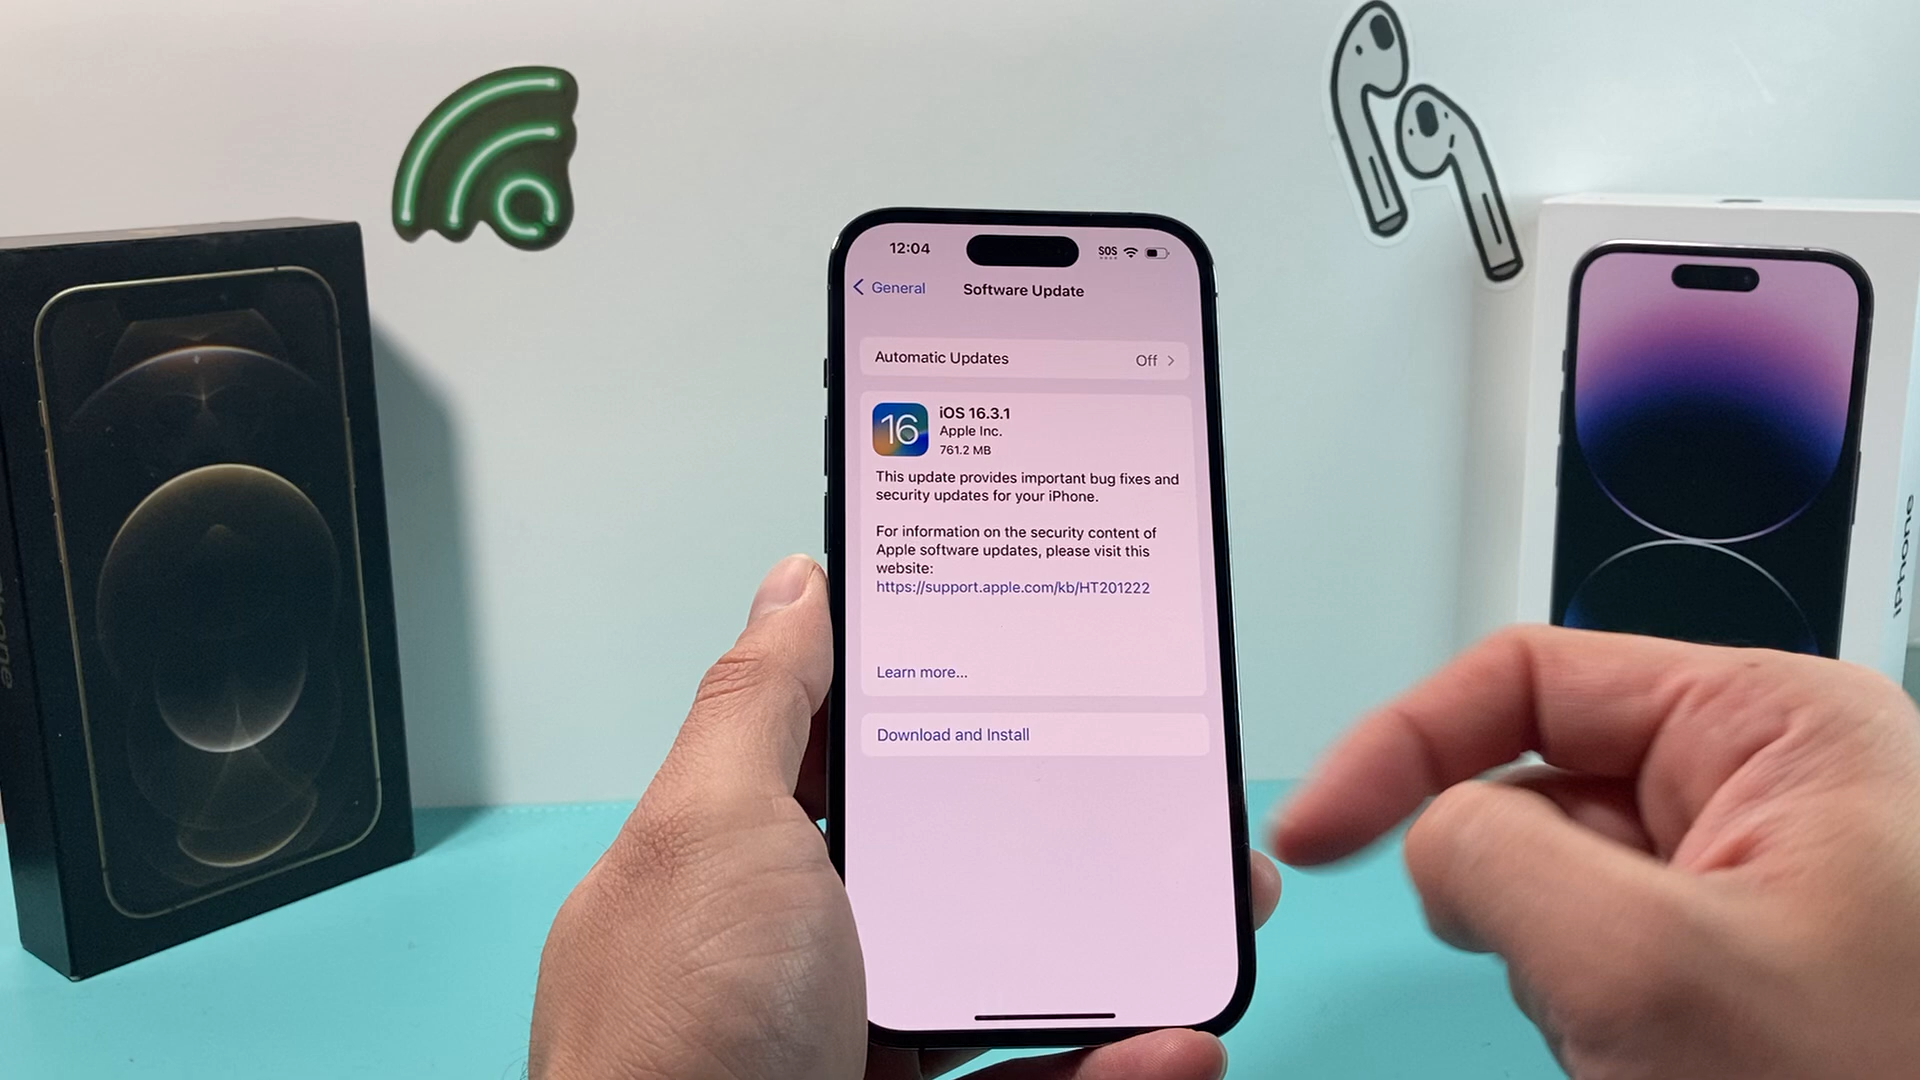 12:04
SOS
General
Software Update
Automatic Updates
Off
16
iOS 16.3.1
Apple Inc.
761.2 MB
This update provides important bug fixes and
security updates for your iPhone.
For information on the security content of
Apple software updates, please visit this
website:
https://support.apple.com/kb/HT201222
Learn more...
Download and Install
iPhone